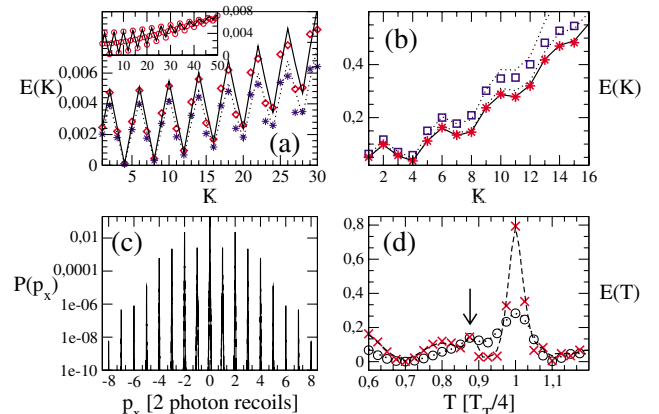 0,008
0,004
0
10 20 30 40 50
0,006
0,004
0,002
0
E(K)
(a)
5 10 15 20 25 30
K
(b)
0,4
0,2
0
E(K)
2 4 6 8 10 12 14 16
K
(c)
0,01
0,0001
1e-06
1e-08
1e-10
P(p_x)
-8 -6 -4 -2 0 2 4 6 8
p_x [2 photon recoils]
(d)
0,8
0,6
0,4
0,2
0
E(T)
0,6 0,7 0,8 0,9 1 1,1
T [T_T/4]